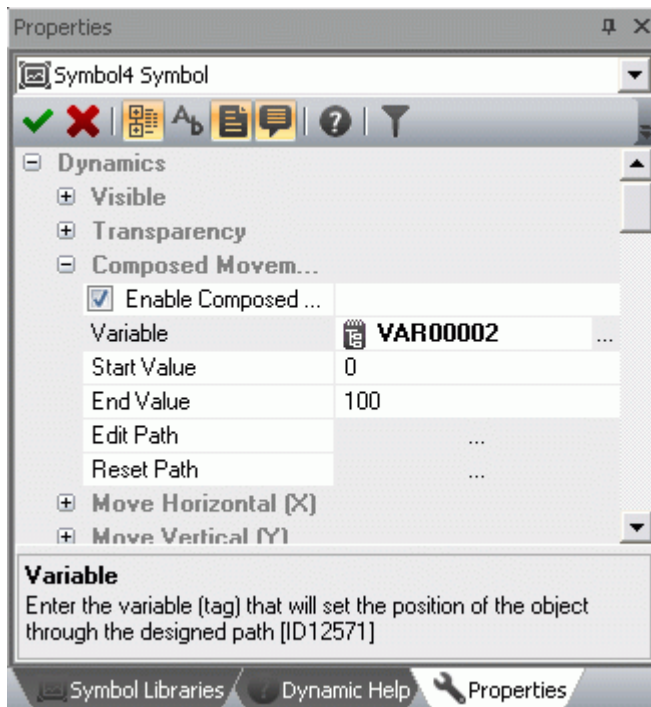 Properties
Symbol4 Symbol
Dynamics
Visible
Transparency
Composed Movem...
Enable Composed ...
Variable VAR00002 ...
Start Value 0
End Value 100
Edit Path ...
Reset Path ...
Move Horizontal (X)
Move Vertical (Y)
Variable
Enter the variable (tag) that will set the position of the object
through the designed path [ID12571]
Symbol Libraries Dynamic Help Properties